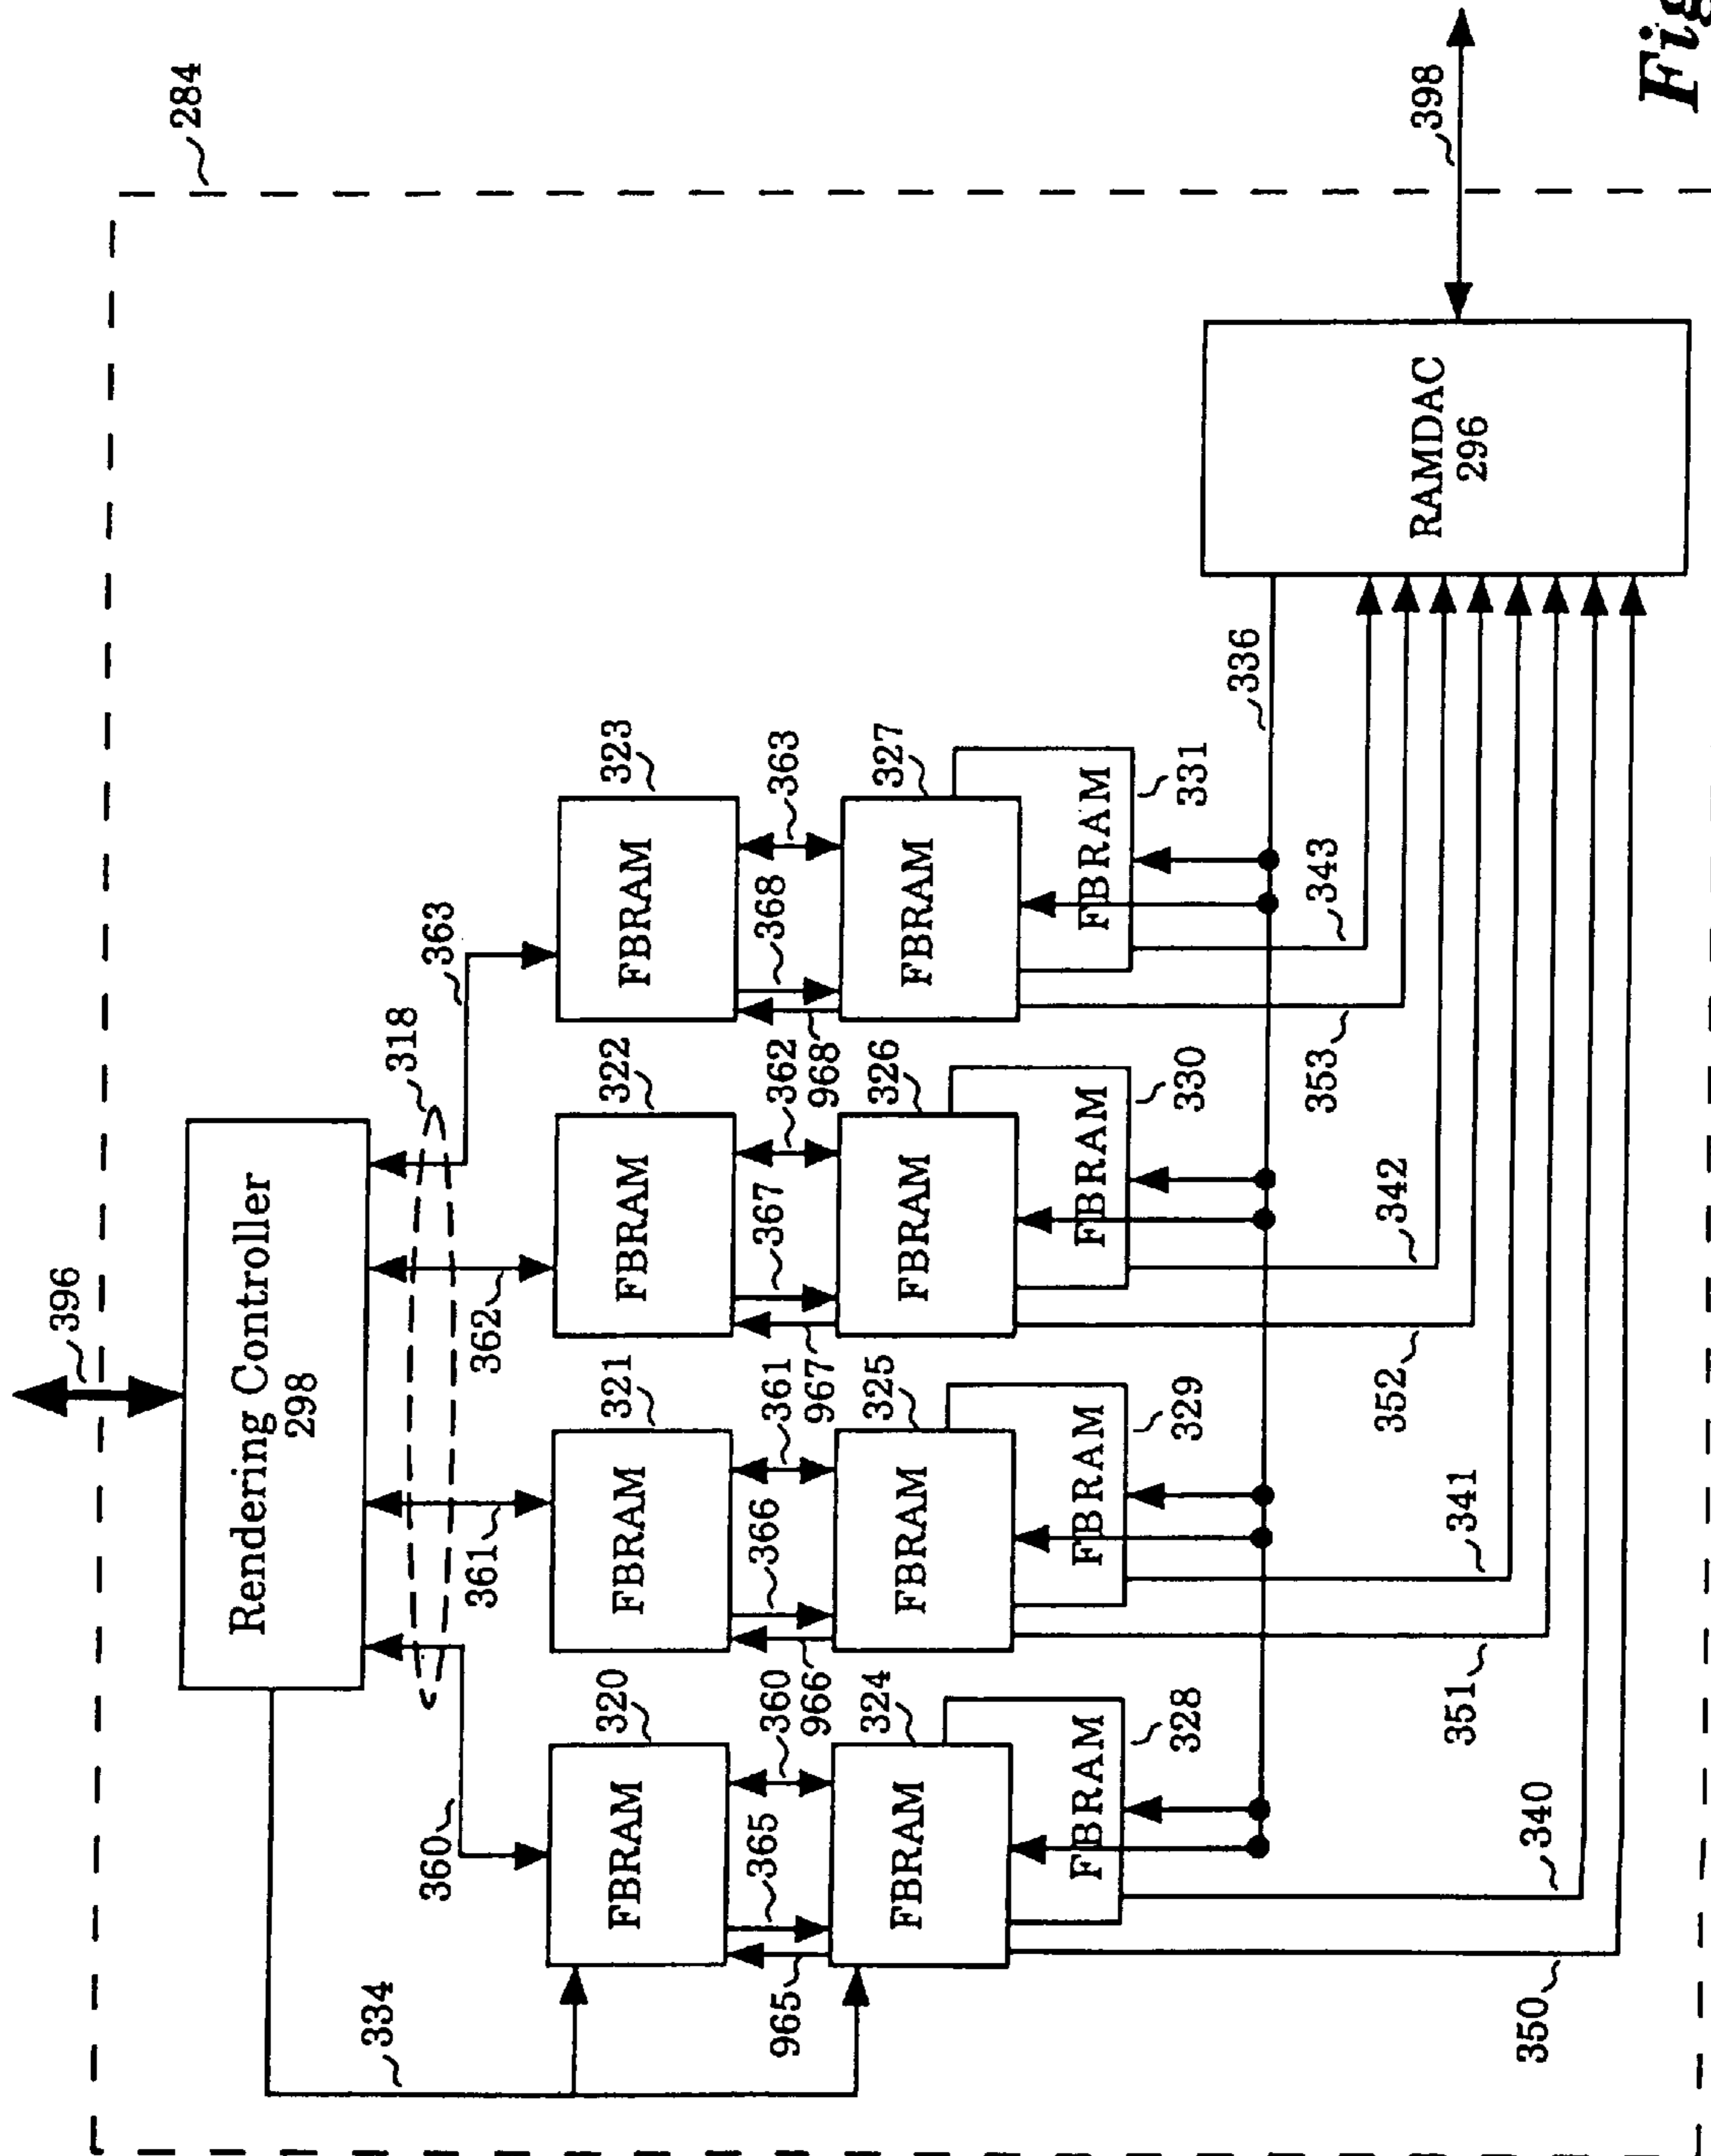 284
396
Rendering Controller
298
318
334
360
361
362
363
320
321
322
323
FBRAM
FBRAM
FBRAM
FBRAM
365
360
366
361
367
362
368
363
965
966
967
968
324
325
326
327
FBRAM
FBRAM
FBRAM
FBRAM
FBRAM
FBRAM
FBRAM
FBRAM
328
329
330
331
336
350
340
351
341
352
342
353
343
RAMDAC
296
398
Fig